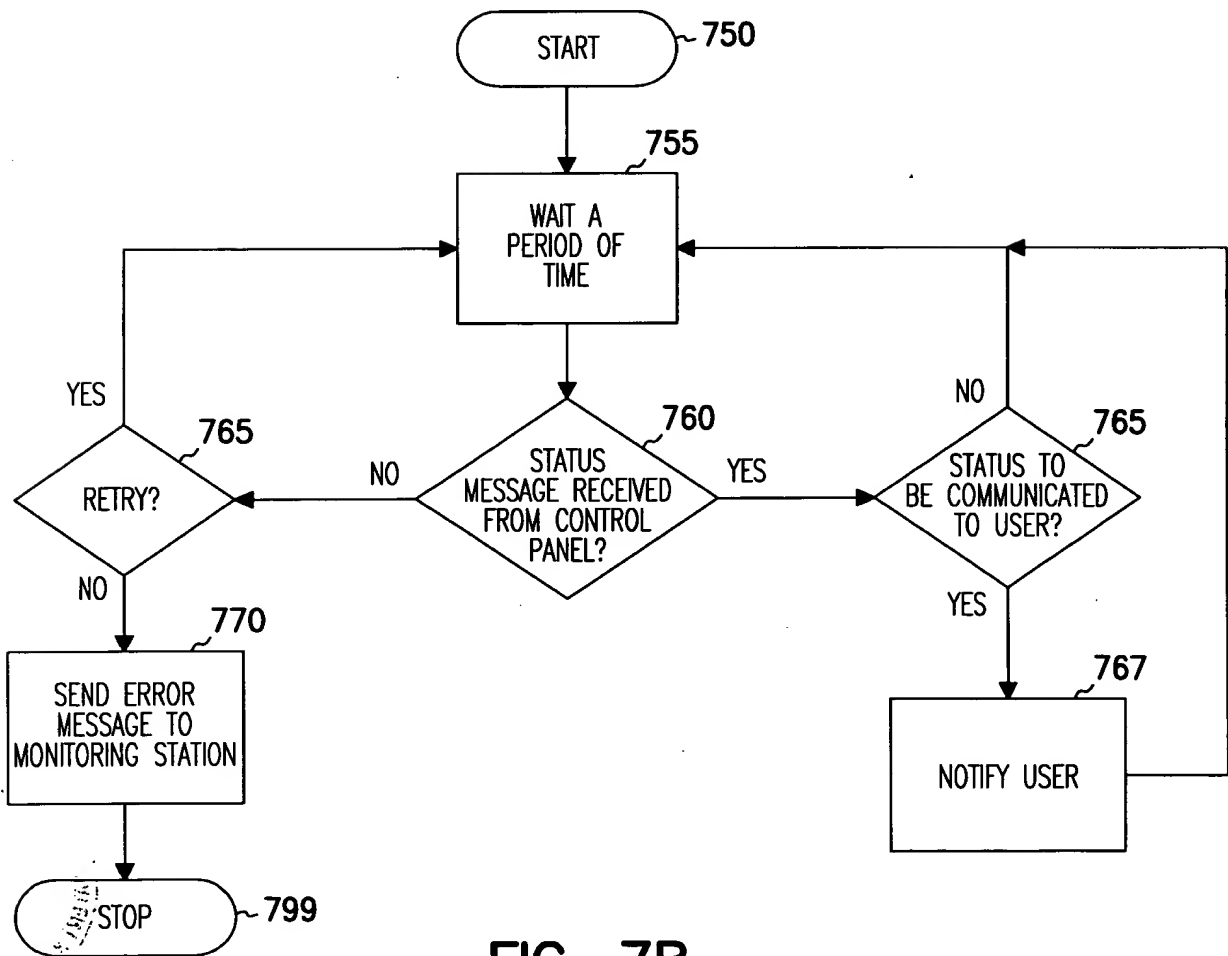 START
750
755
WAIT A
PERIOD OF
TIME
YES
NO
765
760
765
RETRY?
NO
STATUS
MESSAGE RECEIVED
FROM CONTROL
PANEL?
YES
STATUS TO
BE COMMUNICATED
TO USER?
NO
YES
770
767
SEND ERROR
MESSAGE TO
MONITORING STATION
NOTIFY USER
STOP
799
FIG. 7B